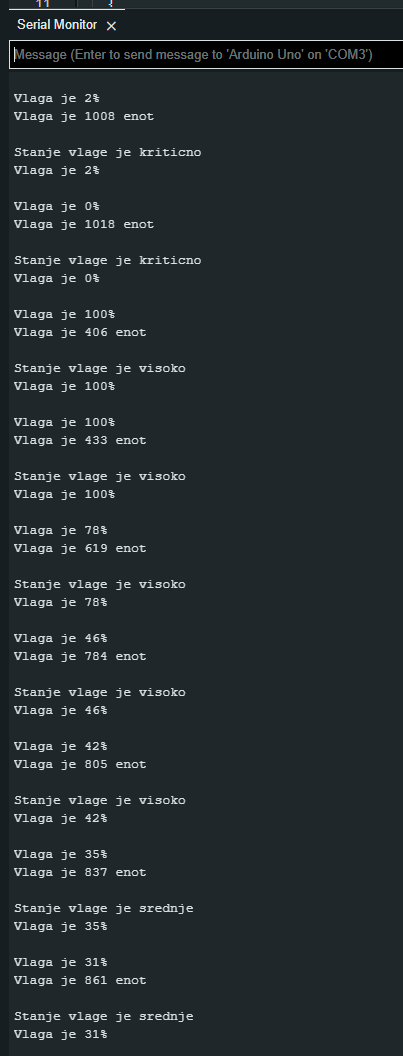 11 {
Serial Monitor ×
Message (Enter to send message to 'Arduino Uno' on 'COM3')
Vlaga je 2%
Vlaga je 1008 enot
Stanje vlage je kriticno
Vlaga je 2%
Vlaga je 0%
Vlaga je 1018 enot
Stanje vlage je kriticno
Vlaga je 0%
Vlaga je 100%
Vlaga je 406 enot
Stanje vlage je visoko
Vlaga je 100%
Vlaga je 100%
Vlaga je 433 enot
Stanje vlage je visoko
Vlaga je 100%
Vlaga je 78%
Vlaga je 619 enot
Stanje vlage je visoko
Vlaga je 78%
Vlaga je 46%
Vlaga je 784 enot
Stanje vlage je visoko
Vlaga je 46%
Vlaga je 42%
Vlaga je 805 enot
Stanje vlage je visoko
Vlaga je 42%
Vlaga je 35%
Vlaga je 837 enot
Stanje vlage je srednje
Vlaga je 35%
Vlaga je 31%
Vlaga je 861 enot
Stanje vlage je srednje
Vlaga je 31%